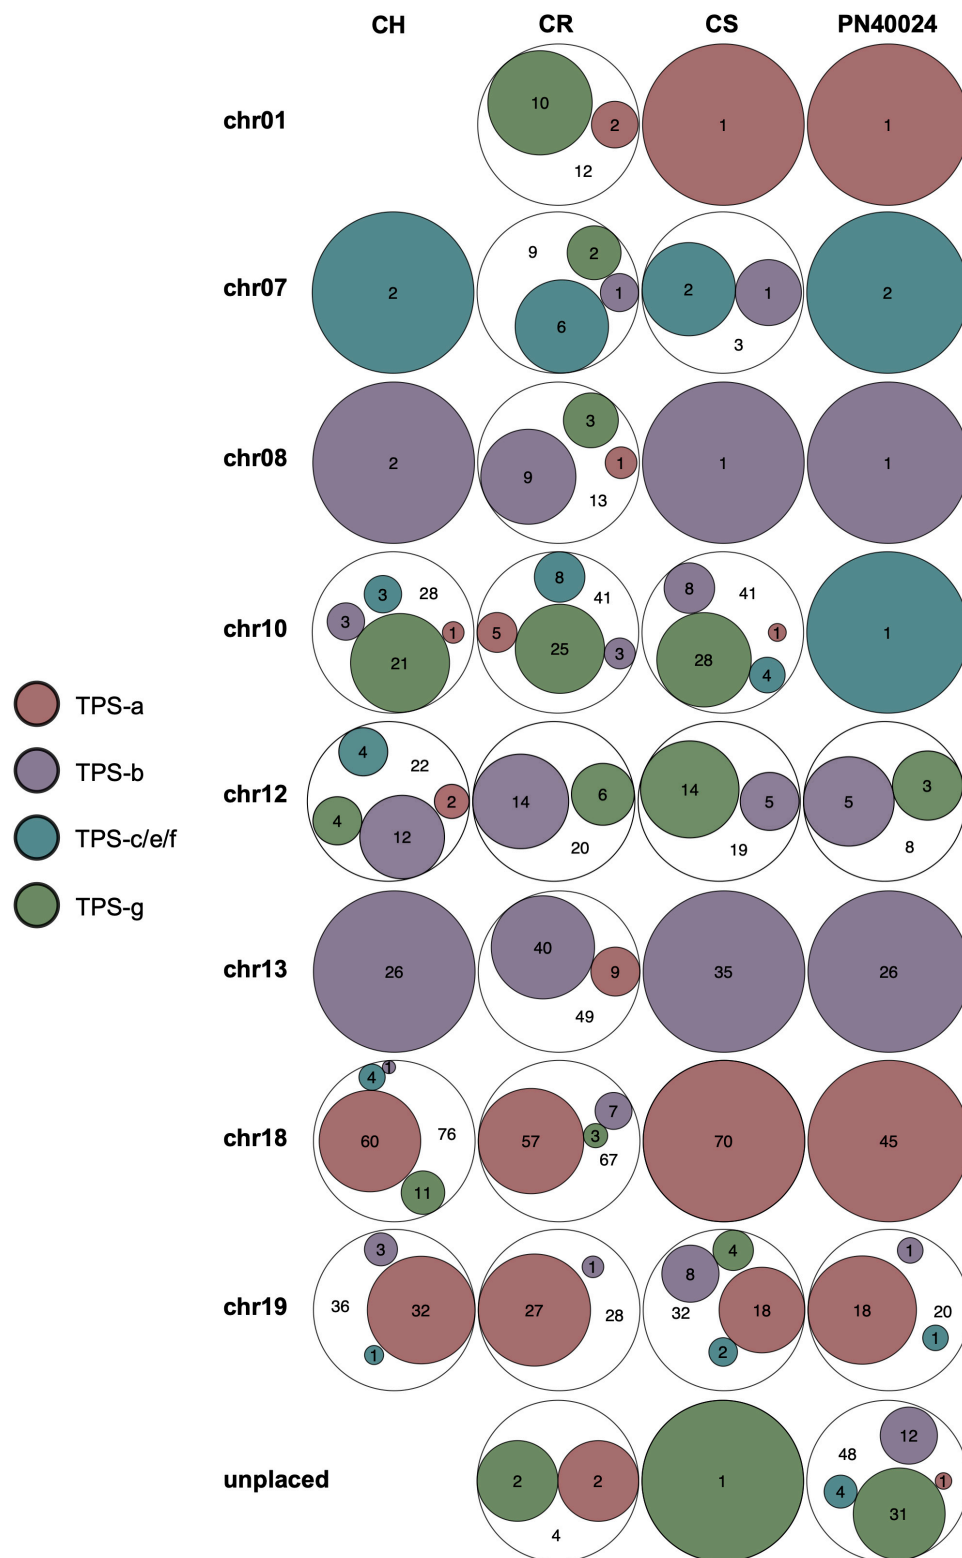 CH CR CS PN40024
chr01
10 2 12 1 1
chr07
2 9 2 1 6 2 1 3 2
chr08
2 3 9 1 13 1 1
chr10
3 28 3 1 21 8 41 5 25 3 8 41 1 28 4 1
chr12
4 22 2 4 12 14 6 20 14 5 19 5 3 8
chr13
26 40 9 49 35 26
chr18
1 4 60 76 11 57 7 3 67 70 45
chr19
3 36 32 1 1 27 28 4 8 32 18 2 1 18 20 1
unplaced
2 2 4 1 12 48 1 4 31
TPS-a
TPS-b
TPS-c/e/f
TPS-g